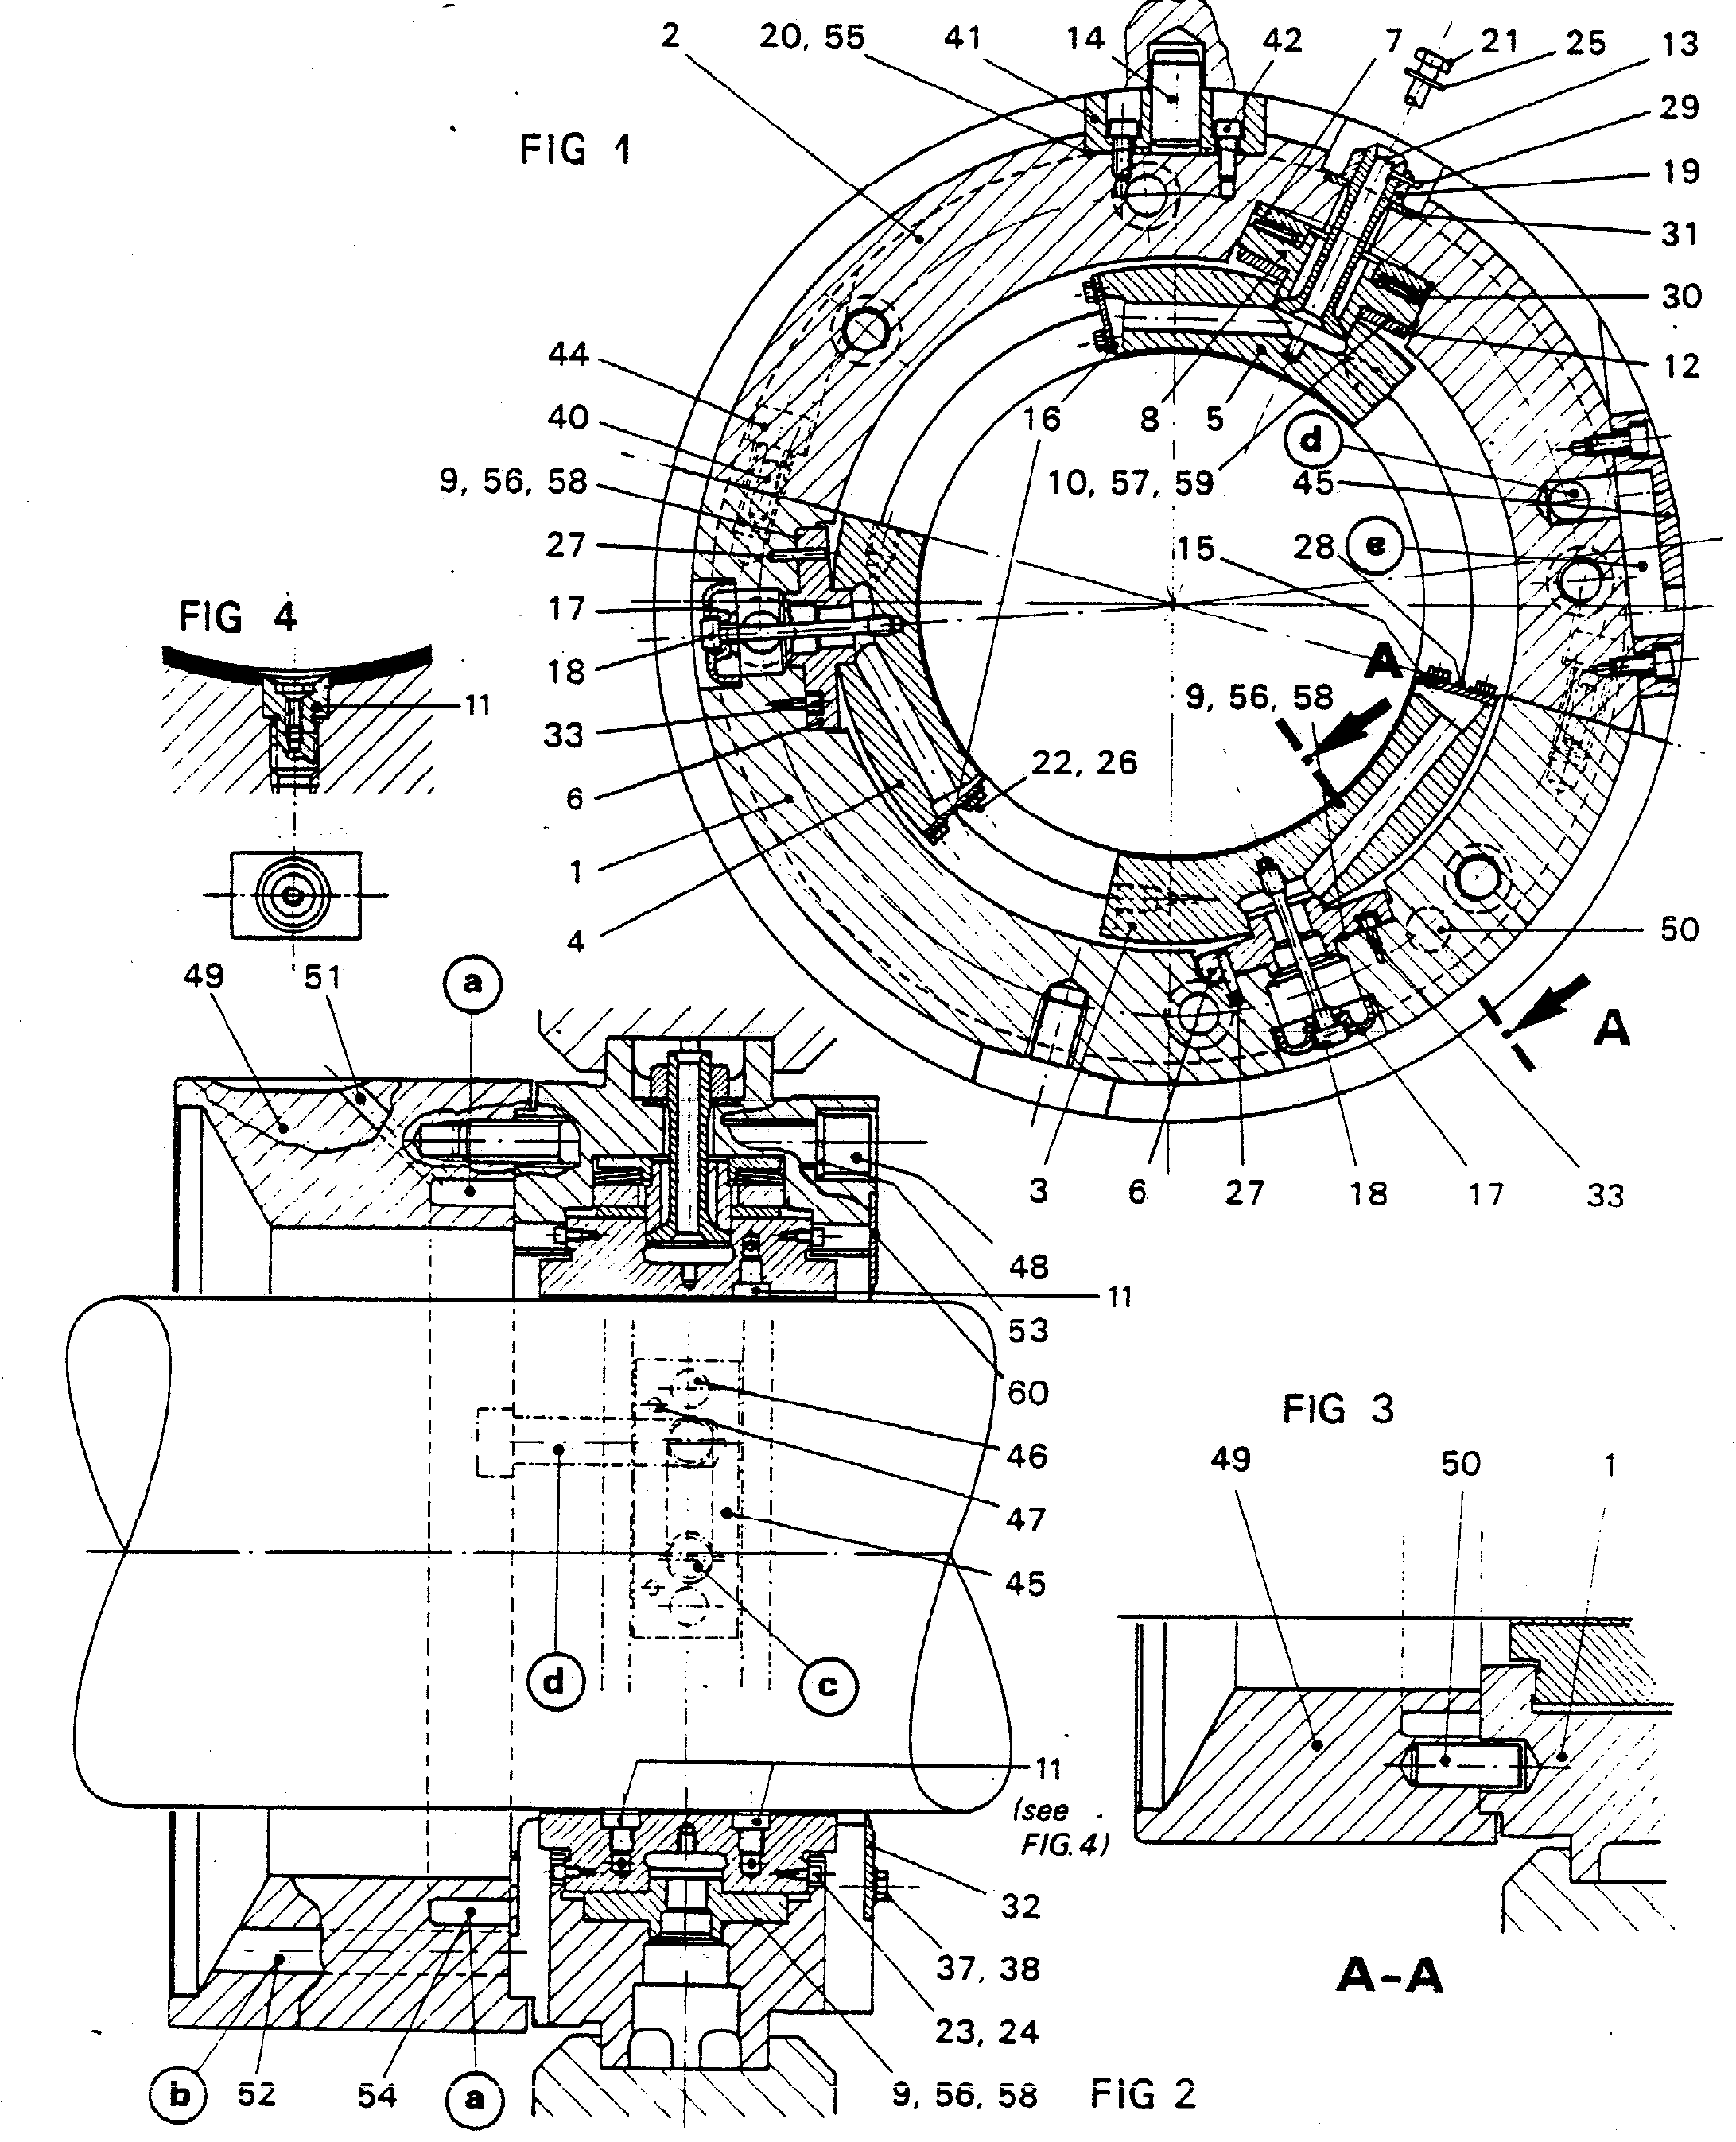 2
20, 55
41
14
42
7
21
25
13
FIG 1
29
19
31
30
12
44
40
9, 56, 58
16
8
5
d
10, 57, 59
45
27
15
28
e
FIG 4
17
18
11
33
A
9, 56, 58
6
22, 26
1
4
50
49
51
a
A
3
6
27
18
17
33
48
11
53
60
FIG 3
46
49
50
1
47
45
d
c
11
(see
FIG. 4)
32
37, 38
A-A
23, 24
b
52
54
a
9, 56, 58
FIG 2